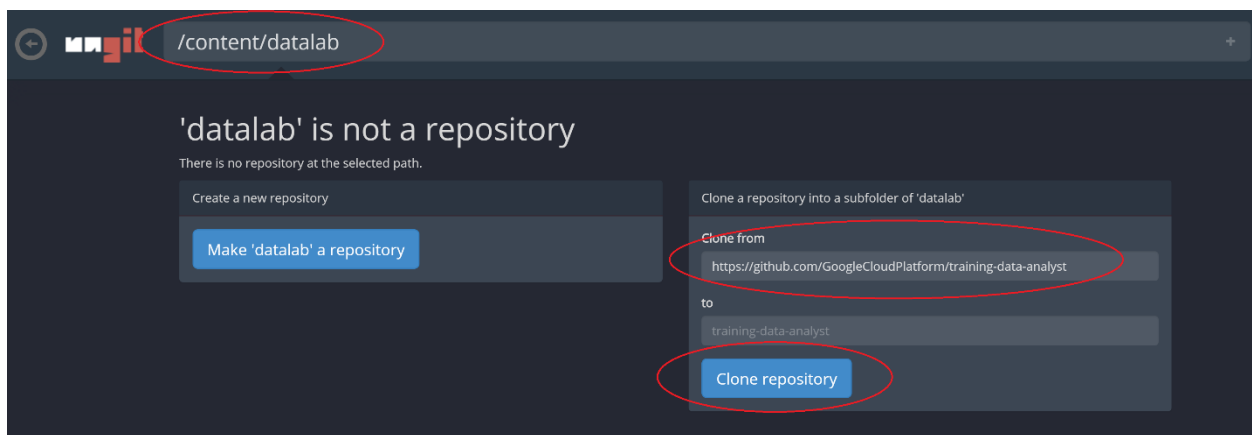 ungit /content/datalab +
'datalab' is not a repository
There is no repository at the selected path.
Create a new repository
Make 'datalab' a repository
Clone a repository into a subfolder of 'datalab'
Clone from
https://github.com/GoogleCloudPlatform/training-data-analyst
to
training-data-analyst
Clone repository